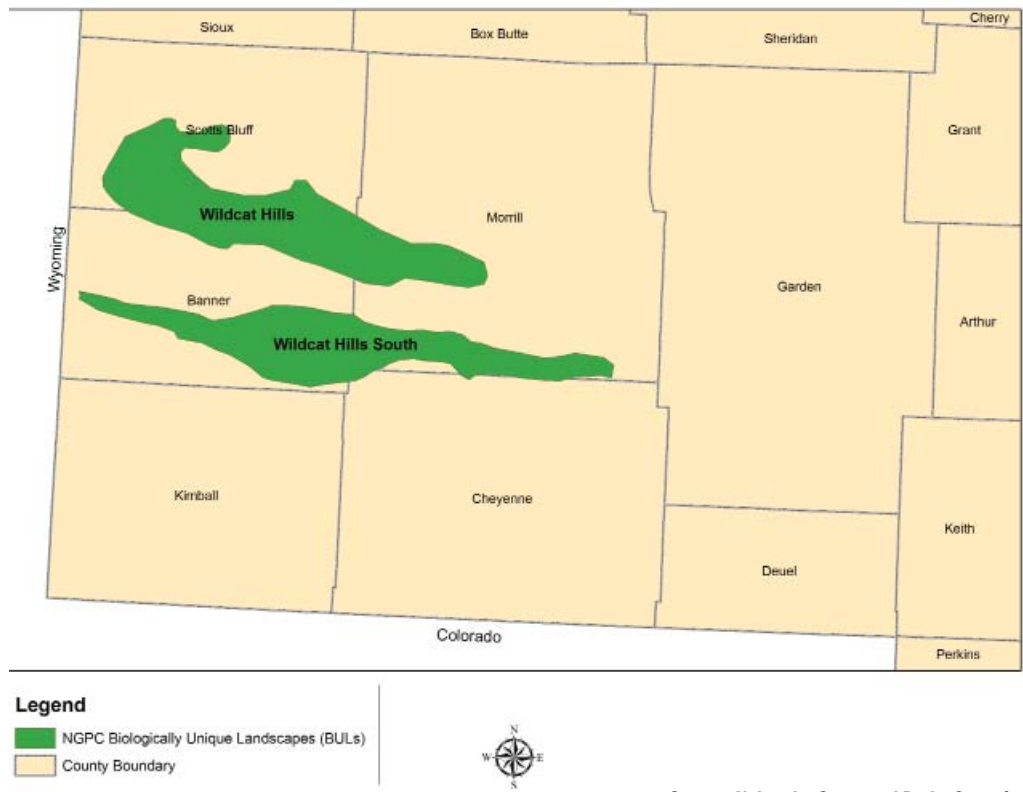 Sioux
Box Butte
Sheridan
Cherry
Scotts Bluff
Grant
Wildcat Hills
Morrill
Wyoming
Garden
Banner
Arthur
Wildcat Hills South
Kimball
Cheyenne
Keith
Deuel
Colorado
Perkins
Legend
NGPC Biologically Unique Landscapes (BULs)
County Boundary
N
W E
S